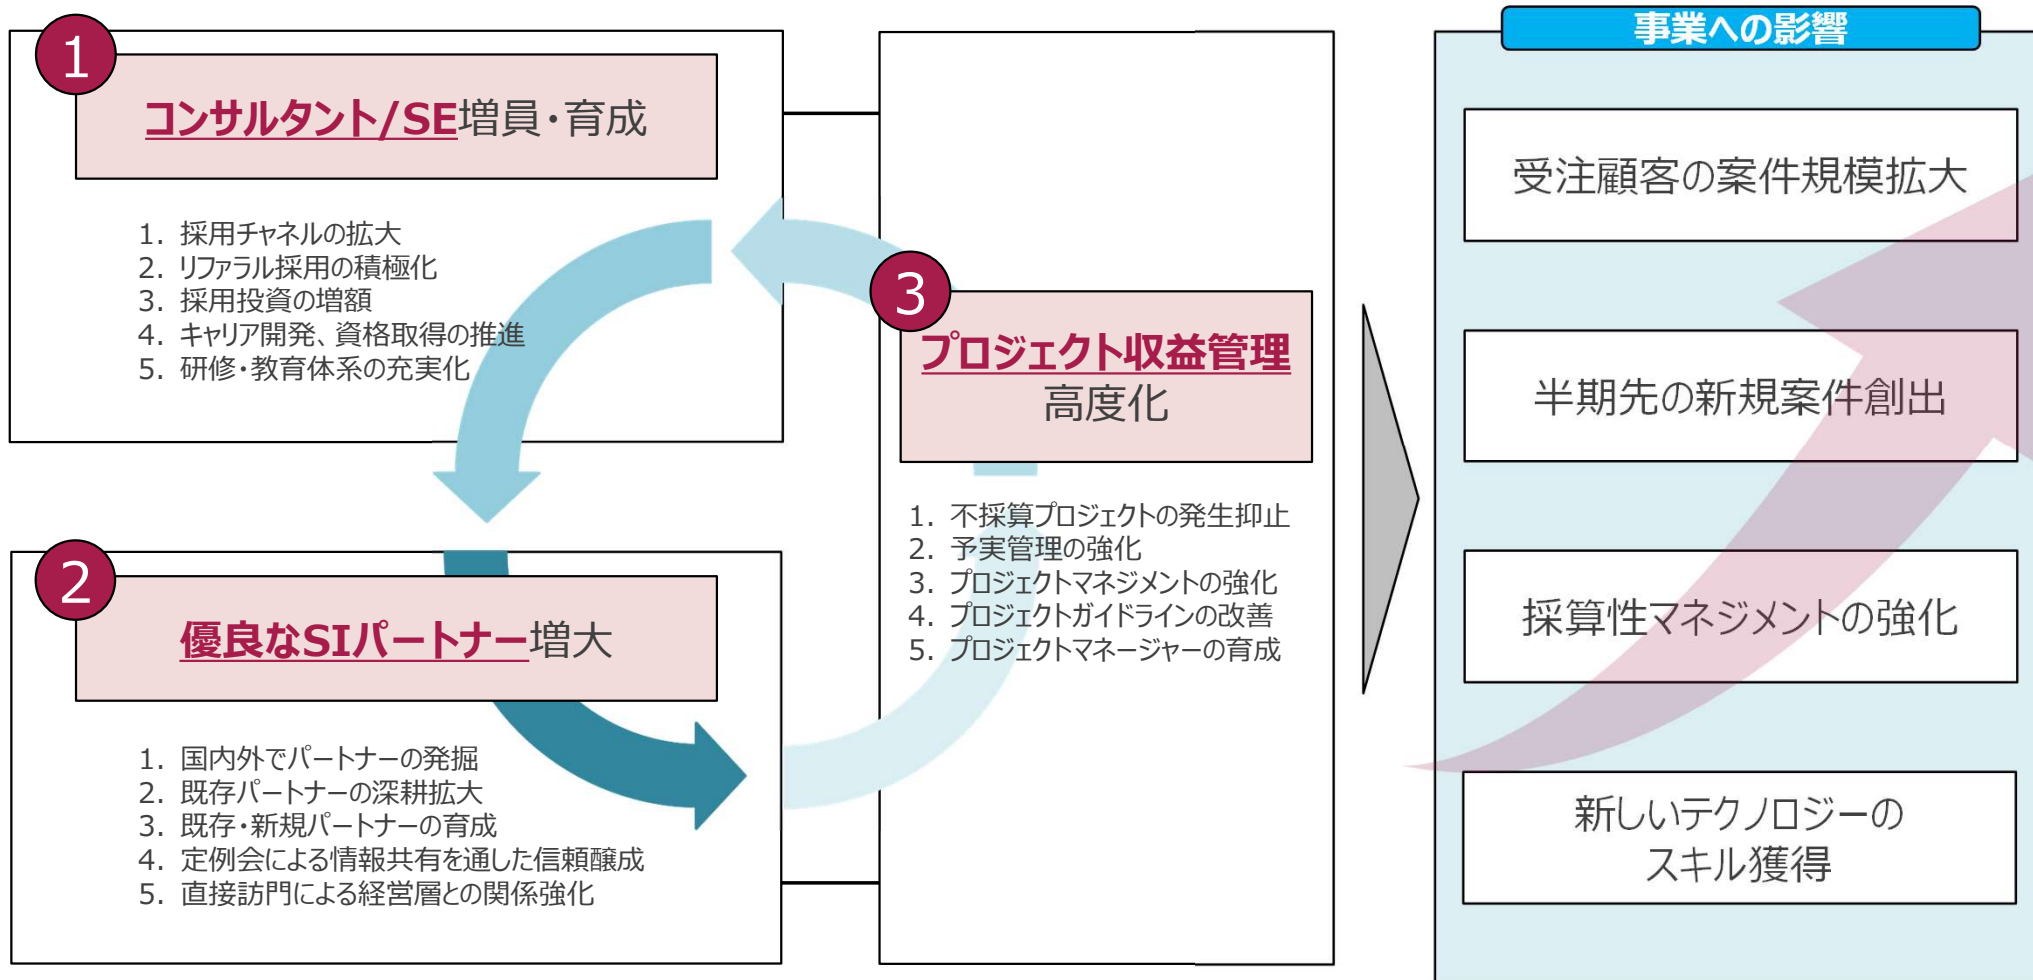 1
コンサルタント/SE増員・育成
1. 採用チャネルの拡大
2. リファラル採用の積極化
3. 採用投資の増額
4. キャリア開発、資格取得の推進
5. 研修・教育体系の充実化
2
優良なSIパートナー増大
1. 国内外でパートナーの発掘
2. 既存パートナーの深耕拡大
3. 既存・新規パートナーの育成
4. 定例会による情報共有を通した信頼醸成
5. 直接訪問による経営層との関係強化
3
プロジェクト収益管理
高度化
1. 不採算プロジェクトの発生抑止
2. 予実管理の強化
3. プロジェクトマネジメントの強化
4. プロジェクトガイドラインの改善
5. プロジェクトマネージャーの育成
事業への影響
受注顧客の案件規模拡大
半期先の新規案件創出
採算性マネジメントの強化
新しいテクノロジーの
スキル獲得